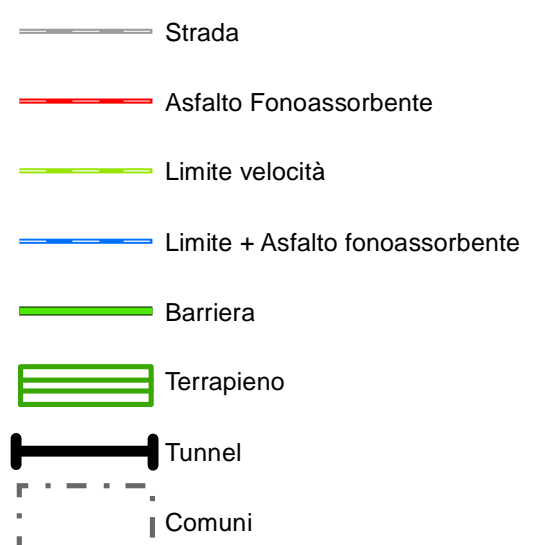 Strada
Asfalto Fonoassorbente
Limite velocità
Limite + Asfalto fonoassorbente
Barriera
Terrapieno
Tunnel
Comuni